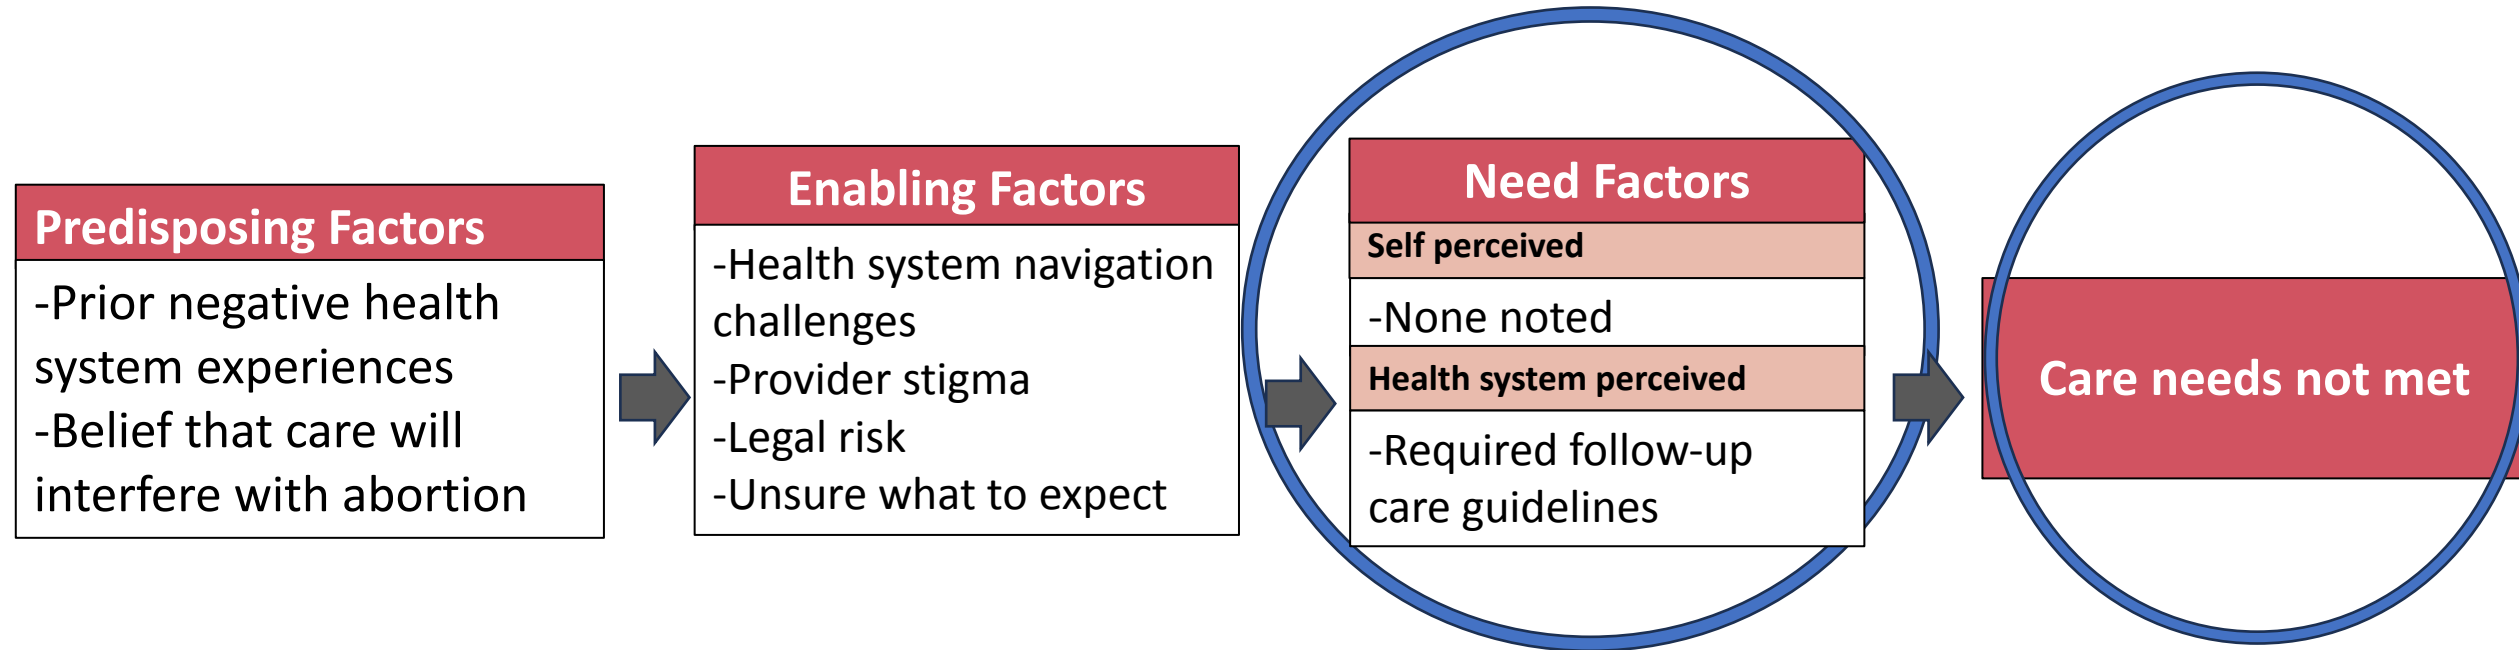 Predisposing Factors
-Prior negative health
system experiences
-Belief that care will
interfere with abortion
Enabling Factors
-Health system navigation
challenges
-Provider stigma
-Legal risk
-Unsure what to expect
Need Factors
Self perceived
-None noted
Health system perceived
-Required follow-up
care guidelines
Care needs not met